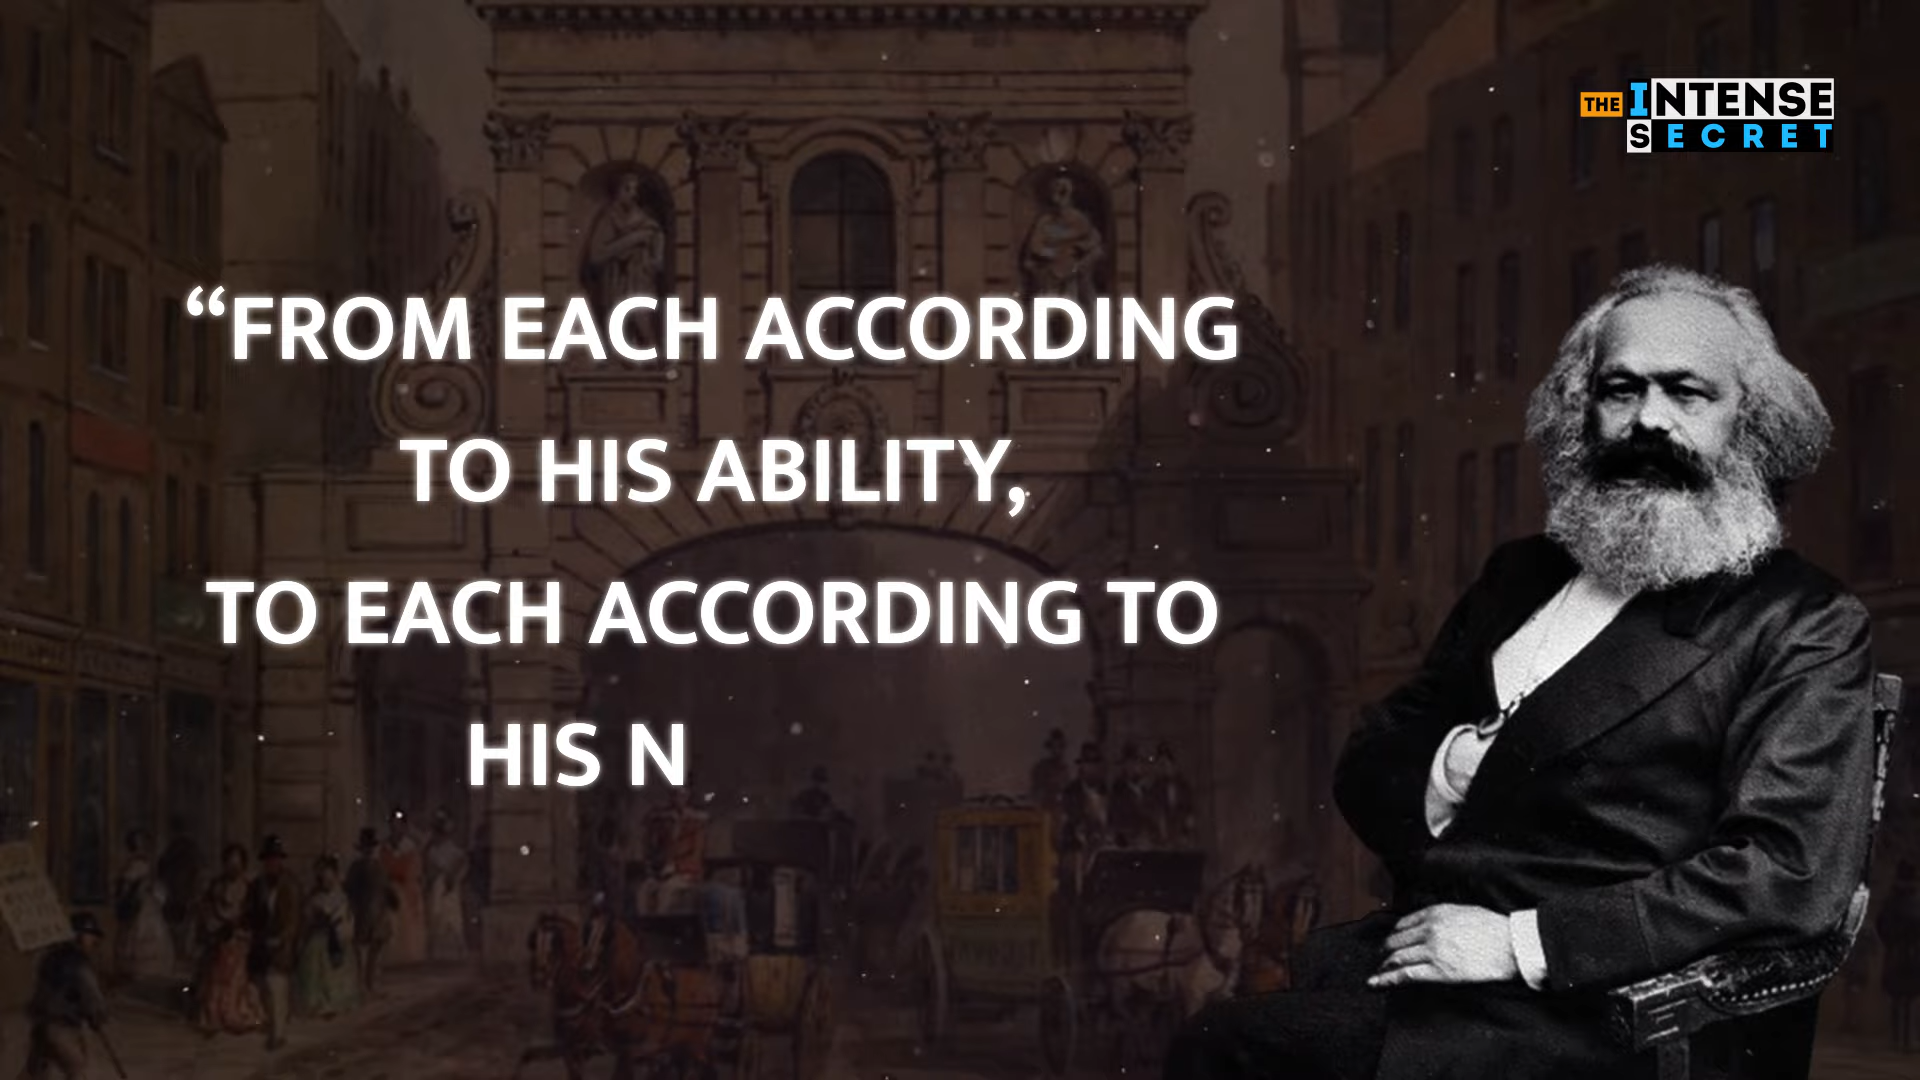 THE INTENSE
SECRET
“FROM EACH ACCORDING
TO HIS ABILITY,
TO EACH ACCORDING TO
HIS N